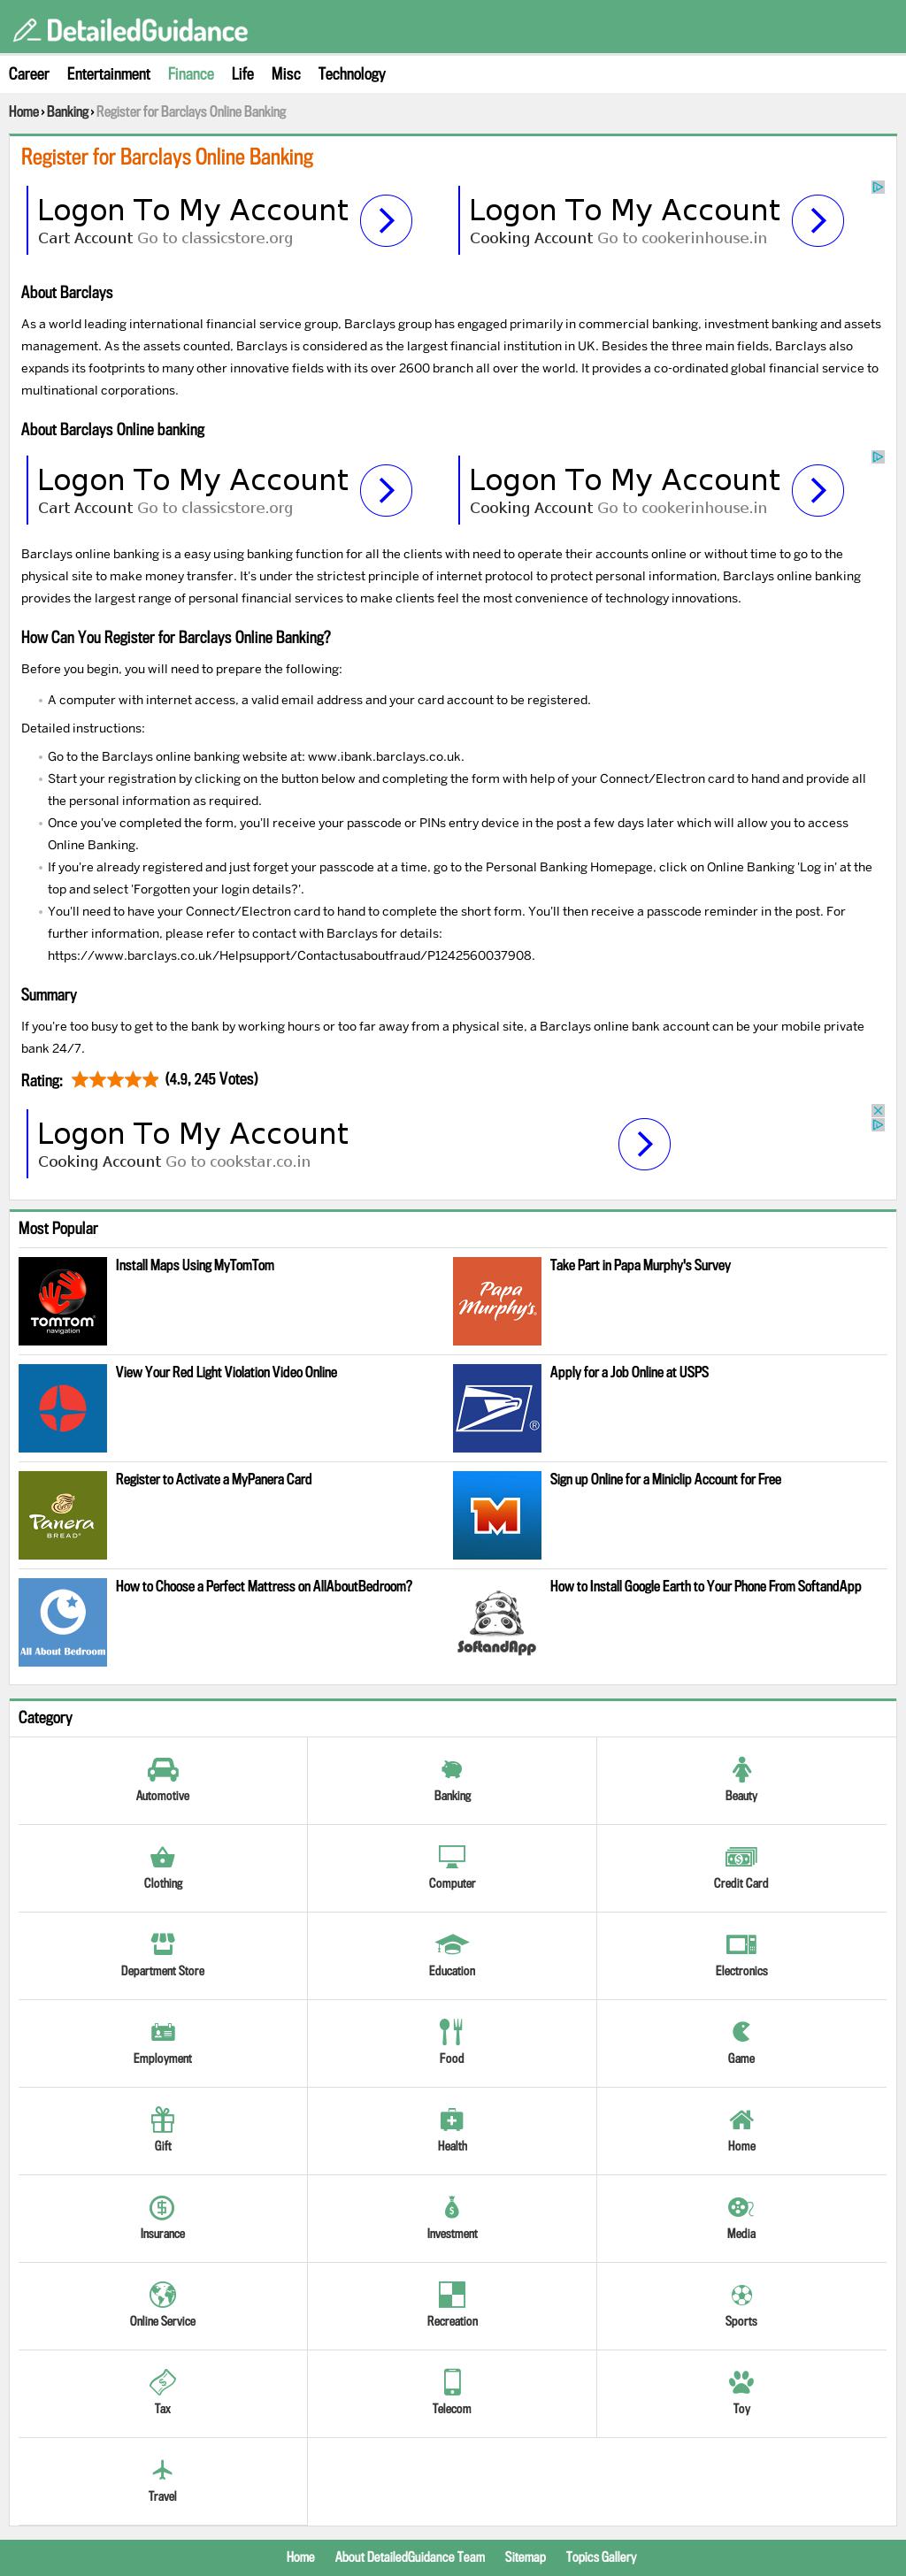 DetailedGuidance
Career Entertainment Finance Life Misc Technology
Home › Banking › Register for Barclays Online Banking
Register for Barclays Online Banking
Logon To My Account
Cart Account Go to classicstore.org
Logon To My Account
Cooking Account Go to cookerinhouse.in
About Barclays
As a world leading international financial service group, Barclays group has engaged primarily in commercial banking, investment banking and assets
management. As the assets counted, Barclays is considered as the largest financial institution in UK. Besides the three main fields, Barclays also
expands its footprints to many other innovative fields with its over 2600 branch all over the world. It provides a co-ordinated global financial service to
multinational corporations.
About Barclays Online banking
Logon To My Account
Cart Account Go to classicstore.org
Logon To My Account
Cooking Account Go to cookerinhouse.in
Barclays online banking is a easy using banking function for all the clients with need to operate their accounts online or without time to go to the
physical site to make money transfer. It's under the strictest principle of internet protocol to protect personal information, Barclays online banking
provides the largest range of personal financial services to make clients feel the most convenience of technology innovations.
How Can You Register for Barclays Online Banking?
Before you begin, you will need to prepare the following:
A computer with internet access, a valid email address and your card account to be registered.
Detailed instructions:
Go to the Barclays online banking website at: www.ibank.barclays.co.uk.
Start your registration by clicking on the button below and completing the form with help of your Connect/Electron card to hand and provide all
the personal information as required.
Once you've completed the form, you'll receive your passcode or PINs entry device in the post a few days later which will allow you to access
Online Banking.
If you're already registered and just forget your passcode at a time, go to the Personal Banking Homepage, click on Online Banking 'Log in' at the
top and select 'Forgotten your login details?'.
You'll need to have your Connect/Electron card to hand to complete the short form. You'll then receive a passcode reminder in the post. For
further information, please refer to contact with Barclays for details:
https://www.barclays.co.uk/Helpsupport/Contactusaboutfraud/P1242560037908.
Summary
If you're too busy to get to the bank by working hours or too far away from a physical site, a Barclays online bank account can be your mobile private
bank 24/7.
Rating: (4.9, 245 Votes)
Logon To My Account
Cooking Account Go to cookstar.co.in
Most Popular
TOMTOM
navigation
Install Maps Using MyTomTom
Papa
Murphy's.
Take Part in Papa Murphy's Survey
View Your Red Light Violation Video Online
®
Apply for a Job Online at USPS
Panera
BREAD®
Register to Activate a MyPanera Card
M
Sign up Online for a Miniclip Account for Free
All About Bedroom
How to Choose a Perfect Mattress on AllAboutBedroom?
SoftandApp
How to Install Google Earth to Your Phone From SoftandApp
Category
Automotive
Banking
Beauty
Clothing
Computer
Credit Card
Department Store
Education
Electronics
Employment
Food
Game
Gift
Health
Home
Insurance
Investment
Media
Online Service
Recreation
Sports
Tax
Telecom
Toy
Travel
Home About DetailedGuidance Team Sitemap Topics Gallery